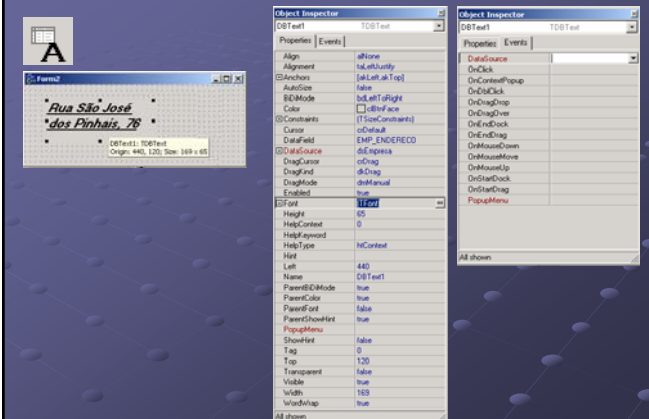 A
Form2
Rua São José
dos Pinhais, 76
DBText1: TDBText
Origin: 440, 120; Size: 169 x 65
Object Inspector
DBText1 TDBText
Properties Events
Align alNone
Alignment taLeftJustify
Anchors [akLeft,akTop]
AutoSize false
BiDiMode bdLeftToRight
Color clBtnFace
Constraints (TSizeConstraints)
Cursor crDefault
DataField EMP_ENDERECO
DataSource dsEmpresa
DragCursor crDrag
DragKind dkDrag
DragMode dmManual
Enabled true
Font (TFont)
Height 65
HelpContext 0
HelpKeyword
HelpType htContext
Hint
Left 440
Name DBText1
ParentBiDiMode true
ParentColor true
ParentFont false
ParentShowHint true
PopupMenu
ShowHint false
Tag 0
Top 120
Transparent false
Visible true
Width 169
WordWrap true
All shown
Object Inspector
DBText1 TDBText
Properties Events
DataSource
OnClick
OnContextPopup
OnDblClick
OnDragDrop
OnDragOver
OnEndDock
OnEndDrag
OnMouseDown
OnMouseMove
OnMouseUp
OnStartDock
OnStartDrag
PopupMenu
All shown